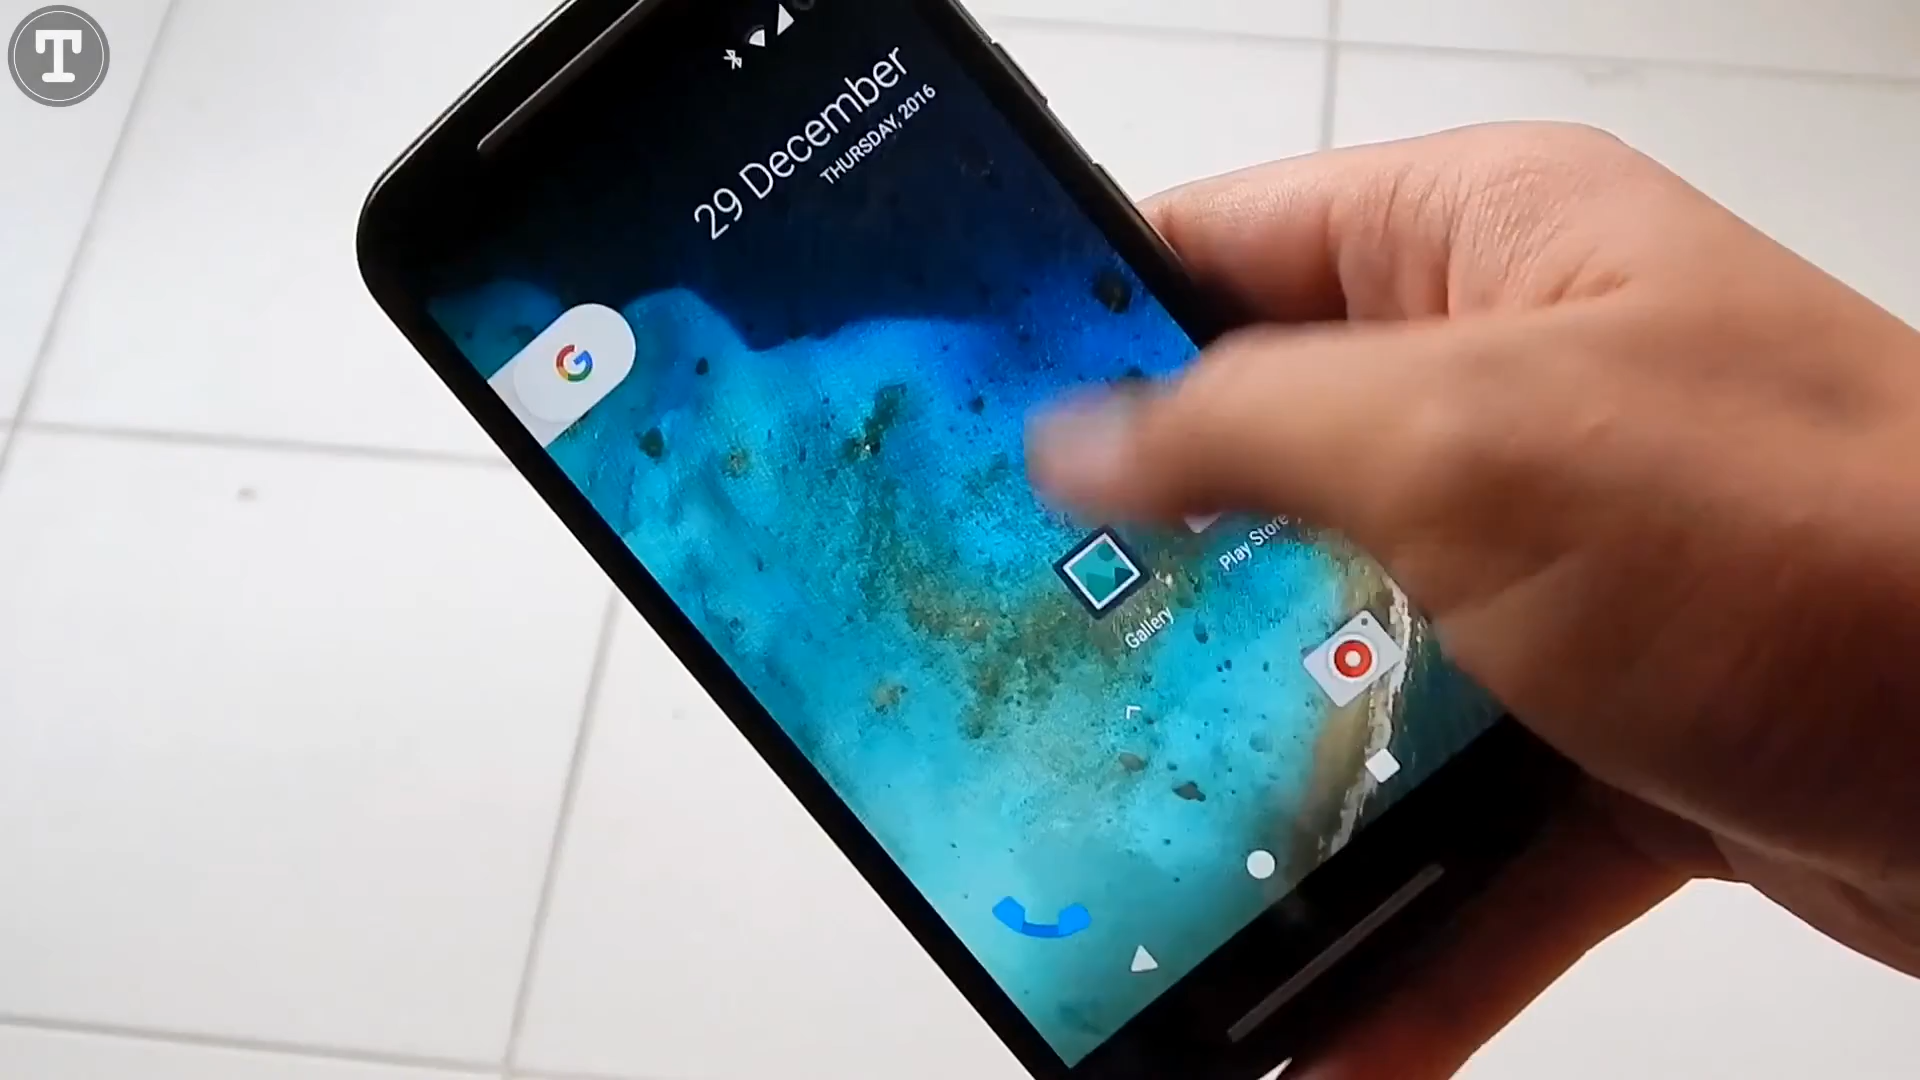 T
29 December
THURSDAY, 2016
G
Play Store
Gallery